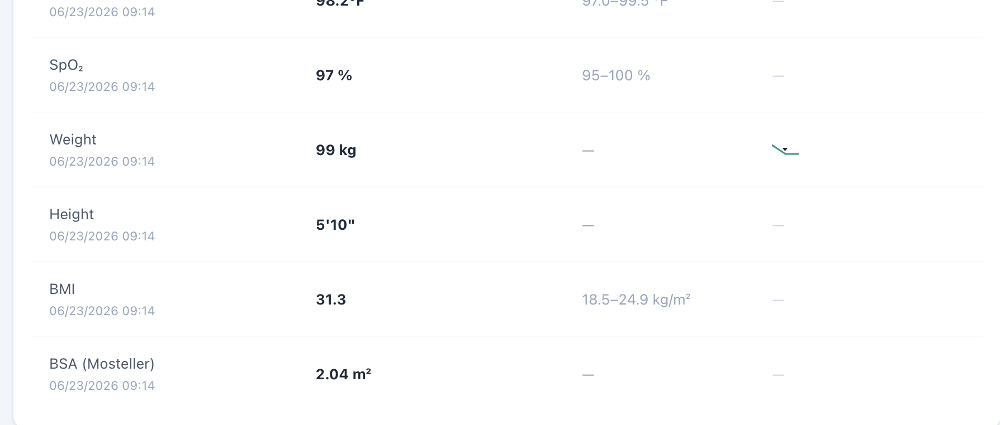 98.2°F 97.0–99.5 °F —
06/23/2026 09:14
SpO₂
97 % 95–100 % —
06/23/2026 09:14
Weight
99 kg —
06/23/2026 09:14
Height
5'10" — —
06/23/2026 09:14
BMI
31.3 18.5–24.9 kg/m² —
06/23/2026 09:14
BSA (Mosteller)
2.04 m² — —
06/23/2026 09:14